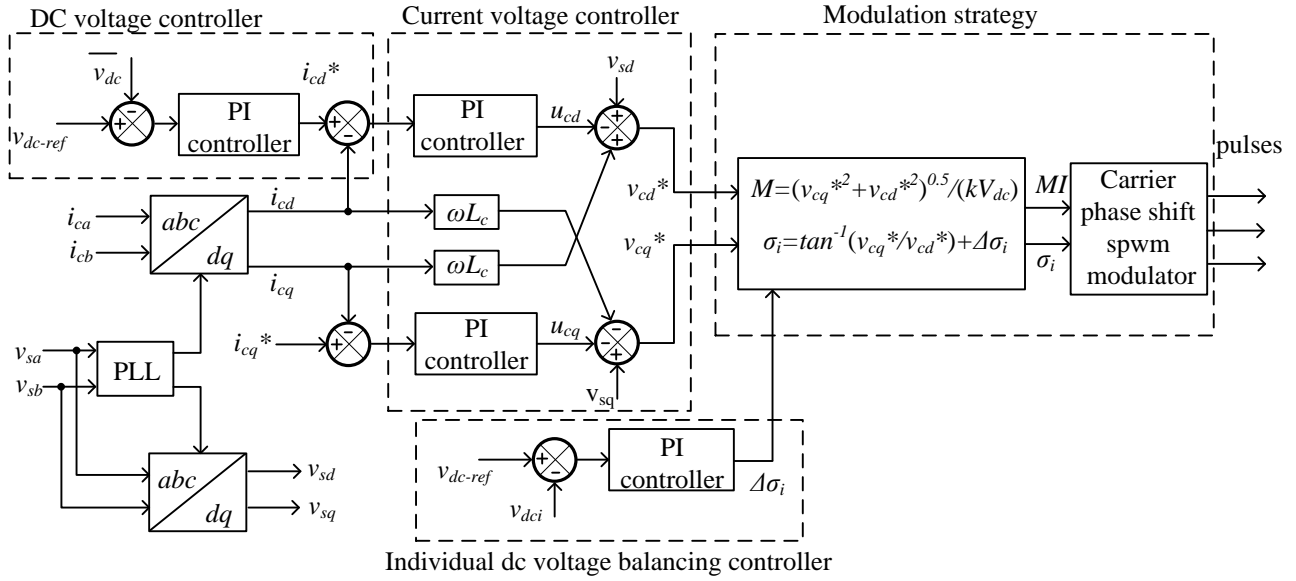 DC voltage controller
Current voltage controller
Modulation strategy
v̅dc
icd*
vsd
vdc-ref
PI
controller
PI
controller
ucd
pulses
vcd*
M=(vcq*²+vcd*²)^0.5/(kVdc)
σi=tan⁻¹(vcq*/vcd*)+Δσi
MI
σi
Carrier
phase shift
spwm
modulator
ica
icb
abc
dq
icd
icq
ωLc
ωLc
vcq*
icq*
PI
controller
ucq
vsq
vsa
vsb
PLL
abc
dq
vsd
vsq
vdc-ref
vdci
PI
controller
Δσi
Individual dc voltage balancing controller